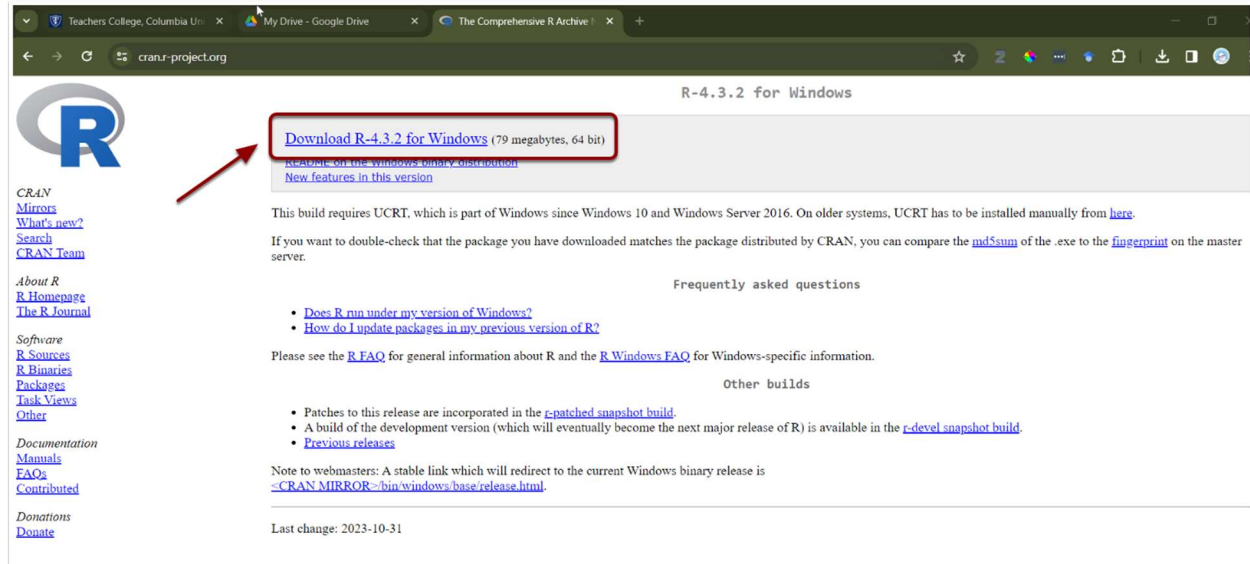 Teachers College, Columbia Un
My Drive - Google Drive
The Comprehensive R Archive
cran.r-project.org
R
CRAN
Mirrors
What's new?
Search
CRAN Team
About R
R Homepage
The R Journal
Software
R Sources
R Binaries
Packages
Task Views
Other
Documentation
Manuals
FAQs
Contributed
Donations
Donate
R-4.3.2 for Windows
Download R-4.3.2 for Windows (79 megabytes, 64 bit)
README on the Windows binary distribution
New features in this version
This build requires UCRT, which is part of Windows since Windows 10 and Windows Server 2016. On older systems, UCRT has to be installed manually from here.
If you want to double-check that the package you have downloaded matches the package distributed by CRAN, you can compare the md5sum of the .exe to the fingerprint on the master
server.
Frequently asked questions
• Does R run under my version of Windows?
• How do I update packages in my previous version of R?
Please see the R FAQ for general information about R and the R Windows FAQ for Windows-specific information.
Other builds
• Patches to this release are incorporated in the r-patched snapshot build.
• A build of the development version (which will eventually become the next major release of R) is available in the r-devel snapshot build.
• Previous releases
Note to webmasters: A stable link which will redirect to the current Windows binary release is
<CRAN MIRROR>/bin/windows/base/release.html.
Last change: 2023-10-31